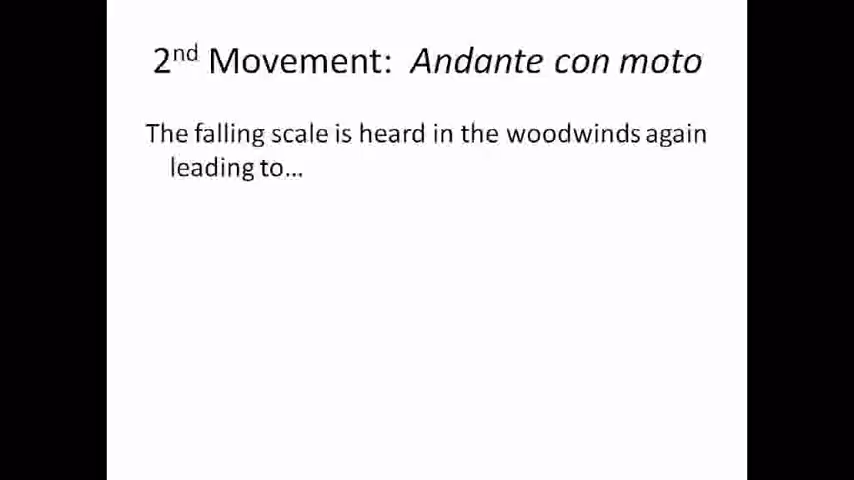 2nd Movement: Andante con moto
The falling scale is heard in the woodwinds again
leading to...